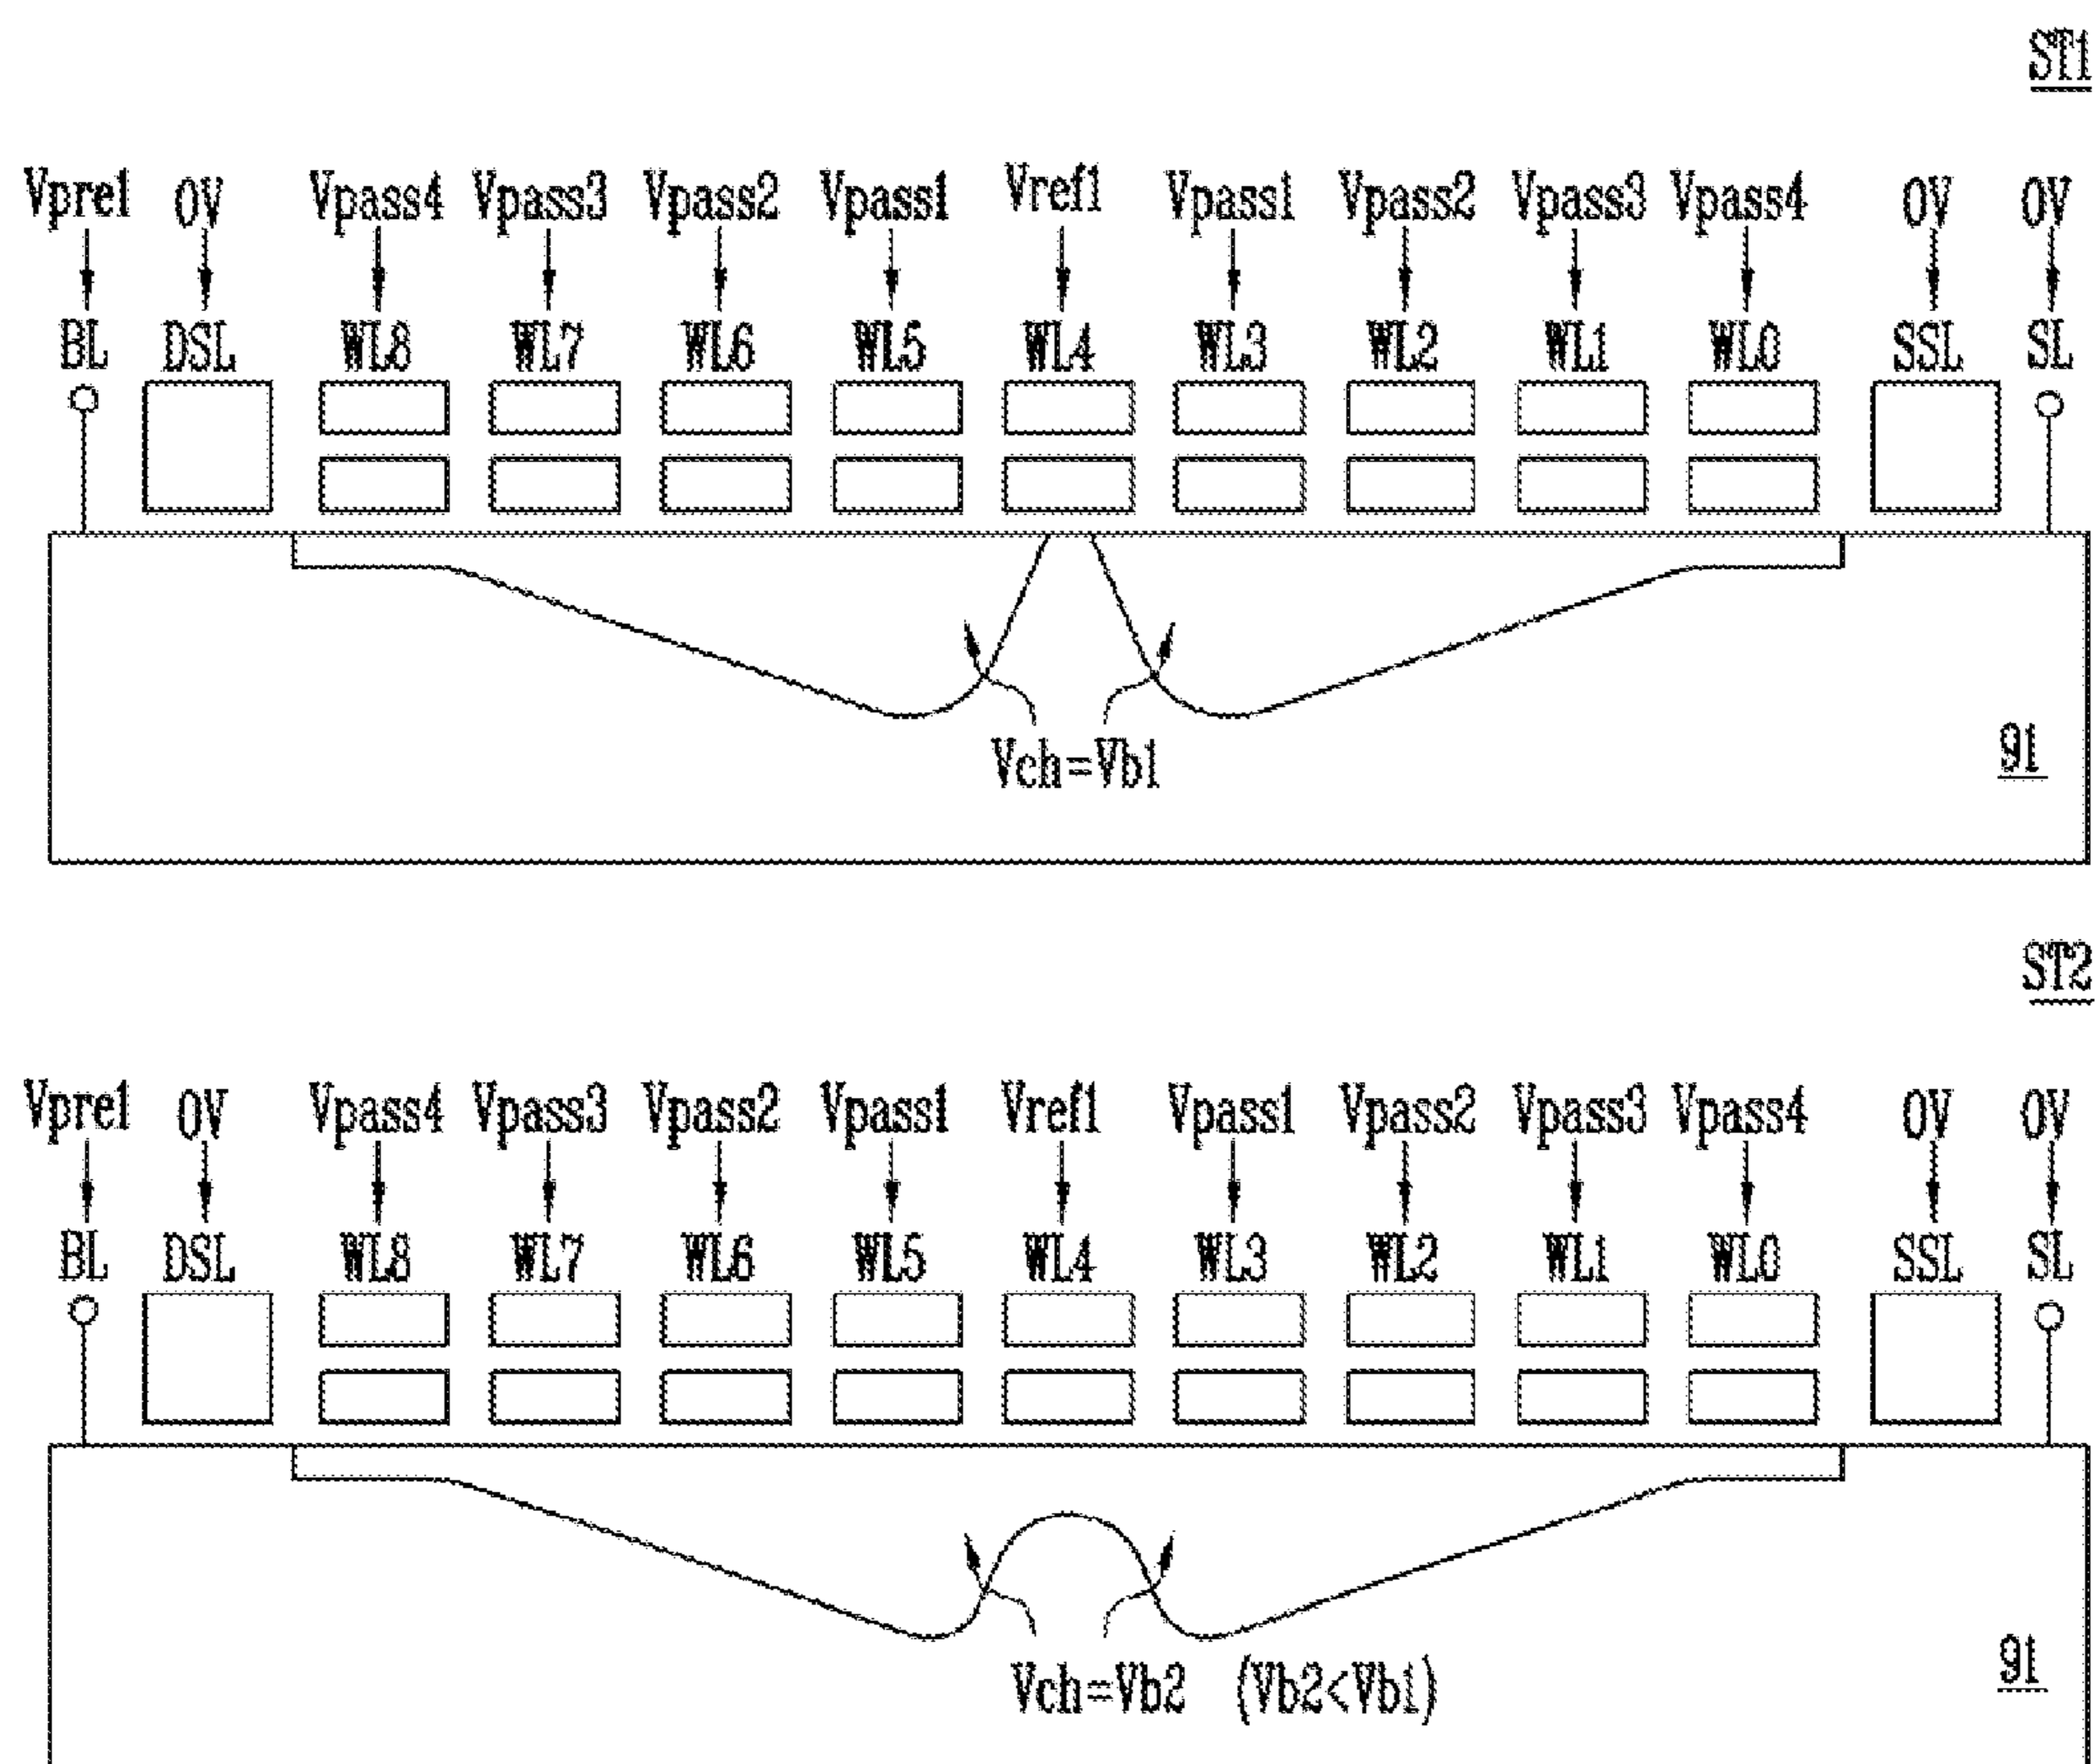 ST1
Vpre1 0V Vpass4 Vpass3 Vpass2 Vpass1 Vref1 Vpass1 Vpass2 Vpass3 Vpass4 0V 0V
BL DSL WL8 WL7 WL6 WL5 WL4 WL3 WL2 WL1 WL0 SSL SL
Vch=Vb1
91
ST2
Vpre1 0V Vpass4 Vpass3 Vpass2 Vpass1 Vref1 Vpass1 Vpass2 Vpass3 Vpass4 0V 0V
BL DSL WL8 WL7 WL6 WL5 WL4 WL3 WL2 WL1 WL0 SSL SL
Vch=Vb2 (Vb2<Vb1)
91